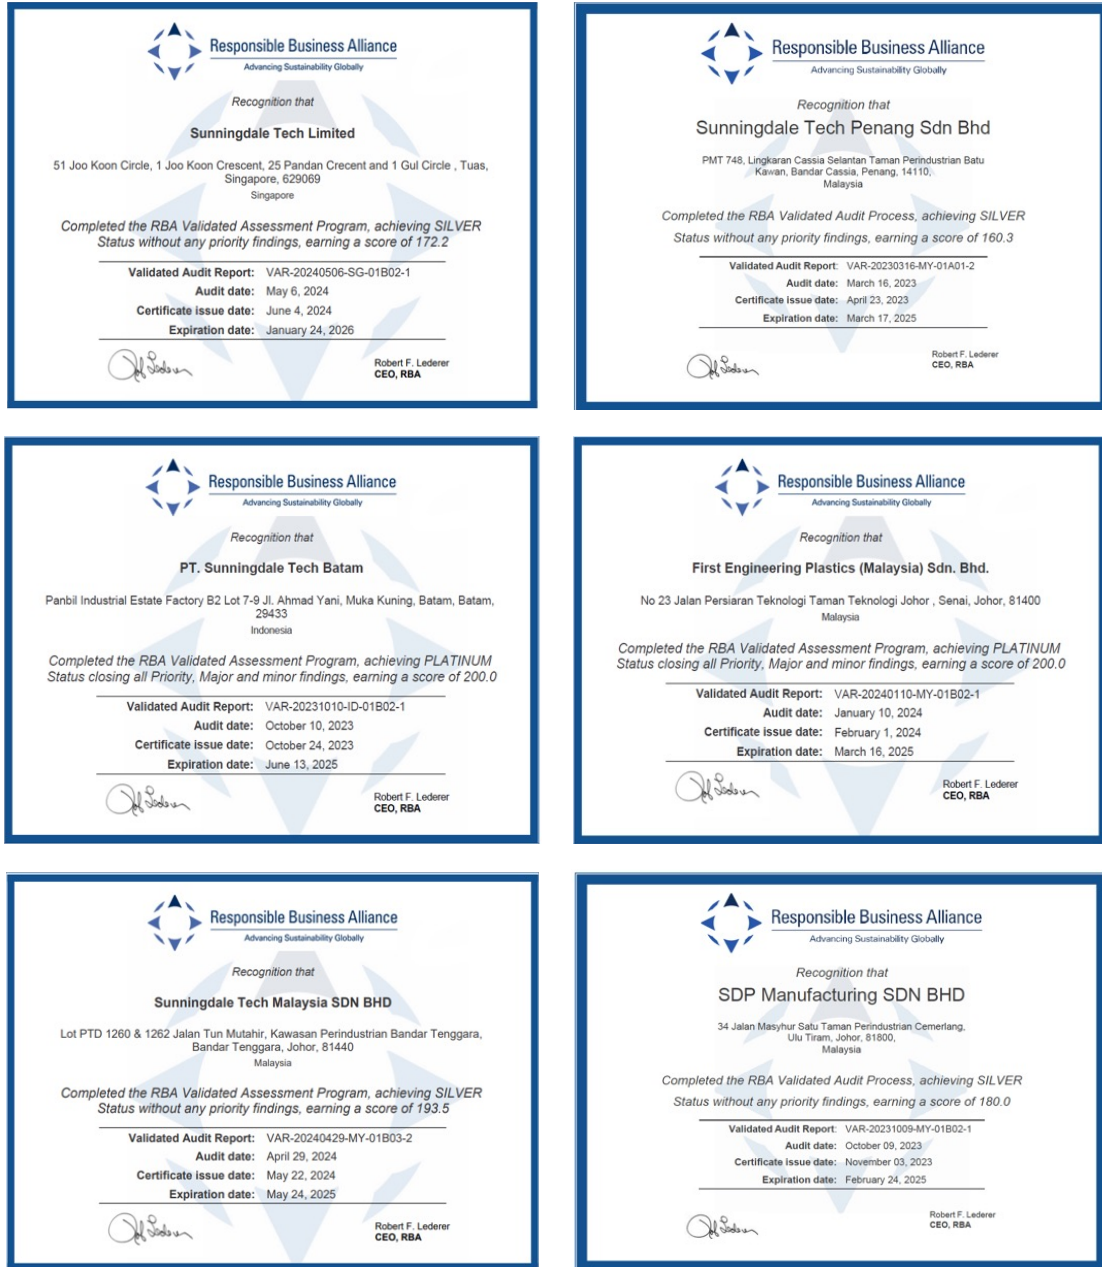 Responsible Business Alliance
Advancing Sustainability Globally
Recognition that
Sunningdale Tech Limited
51 Joo Koon Circle, 1 Joo Koon Crescent, 25 Pandan Crecent and 1 Gul Circle , Tuas,
Singapore, 629069
Singapore
Completed the RBA Validated Assessment Program, achieving SILVER
Status without any priority findings, earning a score of 172.2
Validated Audit Report: VAR-20240506-SG-01B02-1
Audit date: May 6, 2024
Certificate issue date: June 4, 2024
Expiration date: January 24, 2026
Robert F. Lederer
CEO, RBA
Responsible Business Alliance
Advancing Sustainability Globally
Recognition that
Sunningdale Tech Penang Sdn Bhd
PMT 748, Lingkaran Cassia Selantan Taman Perindustrian Batu
Kawan, Bandar Cassia, Penang, 14110,
Malaysia
Completed the RBA Validated Audit Process, achieving SILVER
Status without any priority findings, earning a score of 160.3
Validated Audit Report: VAR-20230316-MY-01A01-2
Audit date: March 16, 2023
Certificate issue date: April 23, 2023
Expiration date: March 17, 2025
Robert F. Lederer
CEO, RBA
Responsible Business Alliance
Advancing Sustainability Globally
Recognition that
PT. Sunningdale Tech Batam
Panbil Industrial Estate Factory B2 Lot 7-9 Jl. Ahmad Yani, Muka Kuning, Batam, Batam,
29433
Indonesia
Completed the RBA Validated Assessment Program, achieving PLATINUM
Status closing all Priority, Major and minor findings, earning a score of 200.0
Validated Audit Report: VAR-20231010-ID-01B02-1
Audit date: October 10, 2023
Certificate issue date: October 24, 2023
Expiration date: June 13, 2025
Robert F. Lederer
CEO, RBA
Responsible Business Alliance
Advancing Sustainability Globally
Recognition that
First Engineering Plastics (Malaysia) Sdn. Bhd.
No 23 Jalan Persiaran Teknologi Taman Teknologi Johor , Senai, Johor, 81400
Malaysia
Completed the RBA Validated Assessment Program, achieving PLATINUM
Status closing all Priority, Major and minor findings, earning a score of 200.0
Validated Audit Report: VAR-20240110-MY-01B02-1
Audit date: January 10, 2024
Certificate issue date: February 1, 2024
Expiration date: March 16, 2025
Robert F. Lederer
CEO, RBA
Responsible Business Alliance
Advancing Sustainability Globally
Recognition that
Sunningdale Tech Malaysia SDN BHD
Lot PTD 1260 & 1262 Jalan Tun Mutahir, Kawasan Perindustrian Bandar Tenggara,
Bandar Tenggara, Johor, 81440
Malaysia
Completed the RBA Validated Assessment Program, achieving SILVER
Status without any priority findings, earning a score of 193.5
Validated Audit Report: VAR-20240429-MY-01B03-2
Audit date: April 29, 2024
Certificate issue date: May 22, 2024
Expiration date: May 24, 2025
Robert F. Lederer
CEO, RBA
Responsible Business Alliance
Advancing Sustainability Globally
Recognition that
SDP Manufacturing SDN BHD
34 Jalan Masyhur Satu Taman Perindustrian Cemerlang,
Ulu Tiram, Johor, 81800,
Malaysia
Completed the RBA Validated Audit Process, achieving SILVER
Status without any priority findings, earning a score of 180.0
Validated Audit Report: VAR-20231009-MY-01B02-1
Audit date: October 09, 2023
Certificate issue date: November 03, 2023
Expiration date: February 24, 2025
Robert F. Lederer
CEO, RBA